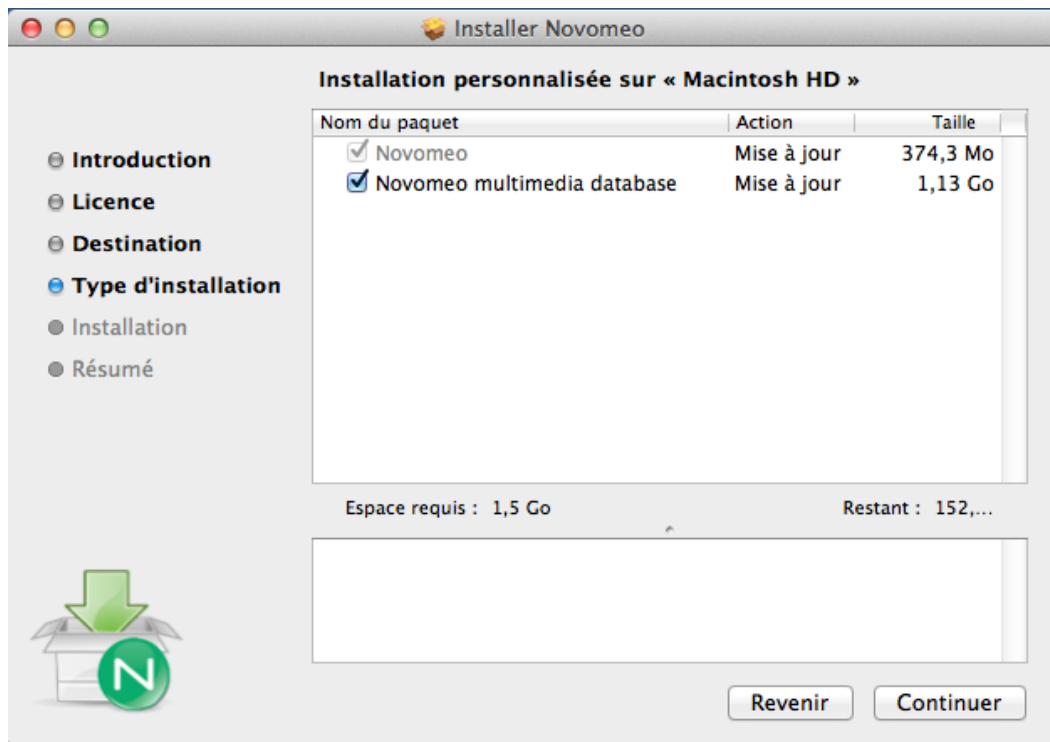 Installer Novomeo
Installation personnalisée sur « Macintosh HD »
Nom du paquet Action Taille
Novomeo Mise à jour 374,3 Mo
Novomeo multimedia database Mise à jour 1,13 Go
Introduction
Licence
Destination
Type d'installation
Installation
Résumé
Espace requis : 1,5 Go Restant : 152,...
N
Revenir Continuer